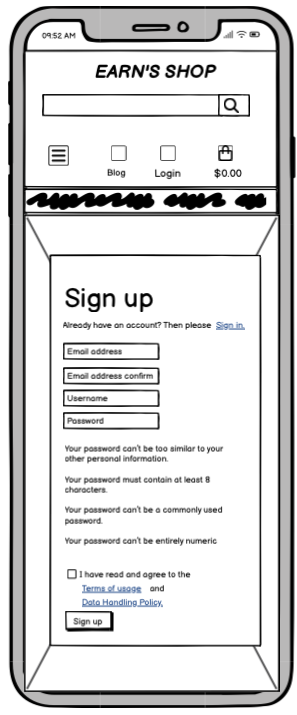 09:52 AM
EARN'S SHOP
Blog
Login
$0.00
Sign up
Already have an account? Then please Sign in.
Email address
Email address confirm
Username
Password
Your password can't be too similar to your
other personal information.
Your password must contain at least 8
characters.
Your password can't be a commonly used
password.
Your password can't be entirely numeric
I have read and agree to the
Terms of usage and
Data Handling Policy.
Sign up